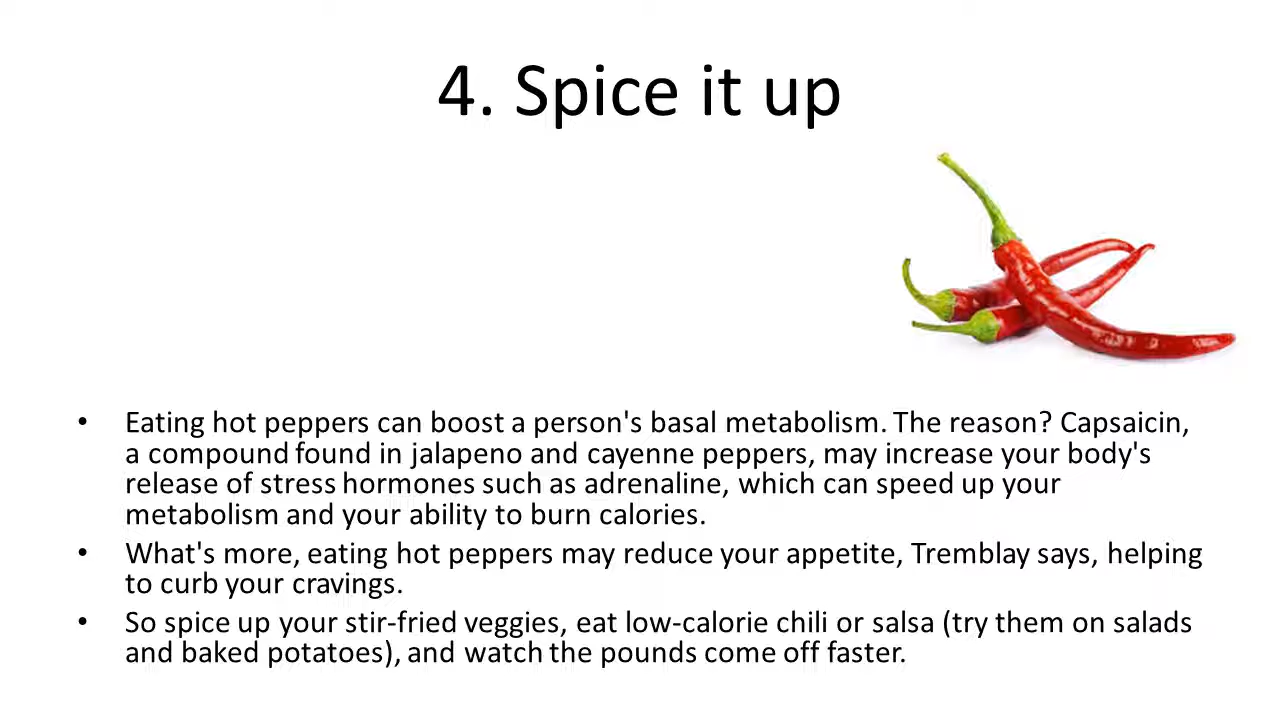 4. Spice it up
• Eating hot peppers can boost a person's basal metabolism. The reason? Capsaicin,
a compound found in jalapeno and cayenne peppers, may increase your body's
release of stress hormones such as adrenaline, which can speed up your
metabolism and your ability to burn calories.
• What's more, eating hot peppers may reduce your appetite, Tremblay says, helping
to curb your cravings.
• So spice up your stir-fried veggies, eat low-calorie chili or salsa (try them on salads
and baked potatoes), and watch the pounds come off faster.